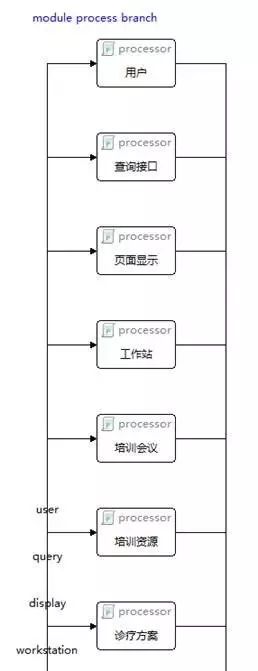 module process branch
processor
用户
processor
查询接口
processor
页面显示
processor
工作站
processor
培训会议
user
processor
培训资源
query
display
processor
诊疗方案
workstation